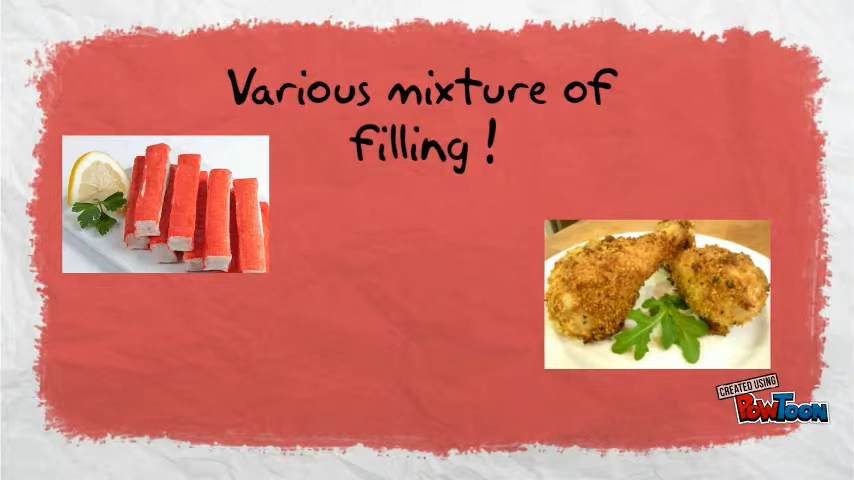 Various mixture of
filling !
CREATED USING
POWTOON